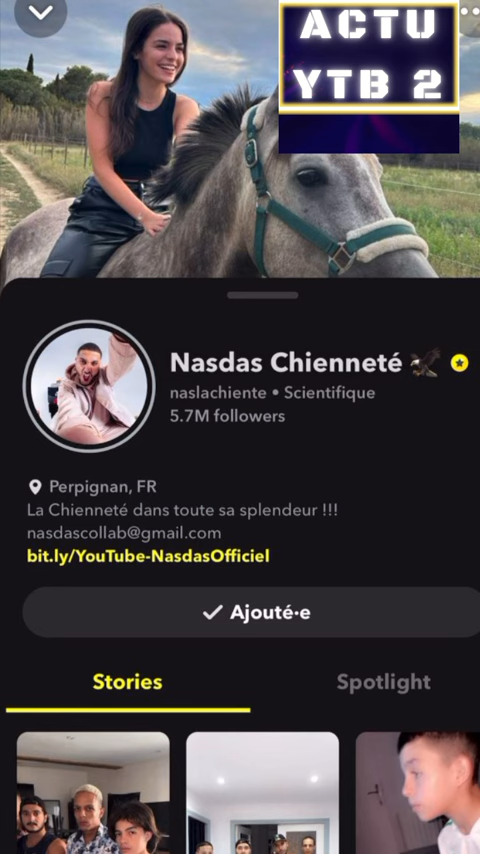 ACTU
YTB 2
Nasdas Chienneté
naslachiente • Scientifique
5.7M followers
Perpignan, FR
La Chienneté dans toute sa splendeur !!!
nasdascollab@gmail.com
bit.ly/YouTube-NasdasOfficiel
Ajouté·e
Stories
Spotlight